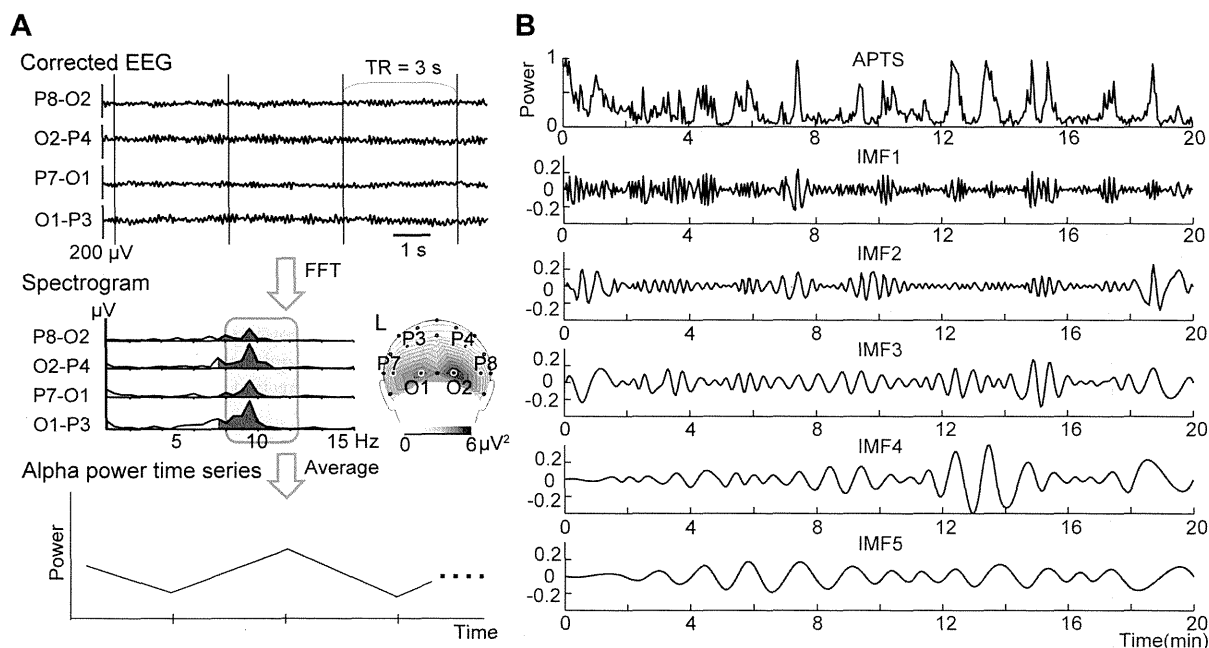 A
Corrected EEG
TR = 3 s
P8-O2
O2-P4
P7-O1
O1-P3
200 µV
1 s
FFT
Spectrogram
µV
P8-O2
O2-P4
P7-O1
O1-P3
5 10 15 Hz
L
P3 P4
P7 P8
O1 O2
0 6 µV²
Average
Alpha power time series
Power
Time
B
APTS
Power
1
0
0 4 8 12 16 20
IMF1
0.2
0
-0.2
0 4 8 12 16 20
IMF2
0.2
0
-0.2
0 4 8 12 16 20
IMF3
0.2
0
-0.2
0 4 8 12 16 20
IMF4
0.2
0
-0.2
0 4 8 12 16 20
IMF5
0.2
0
-0.2
0 4 8 12 16 20
Time(min)